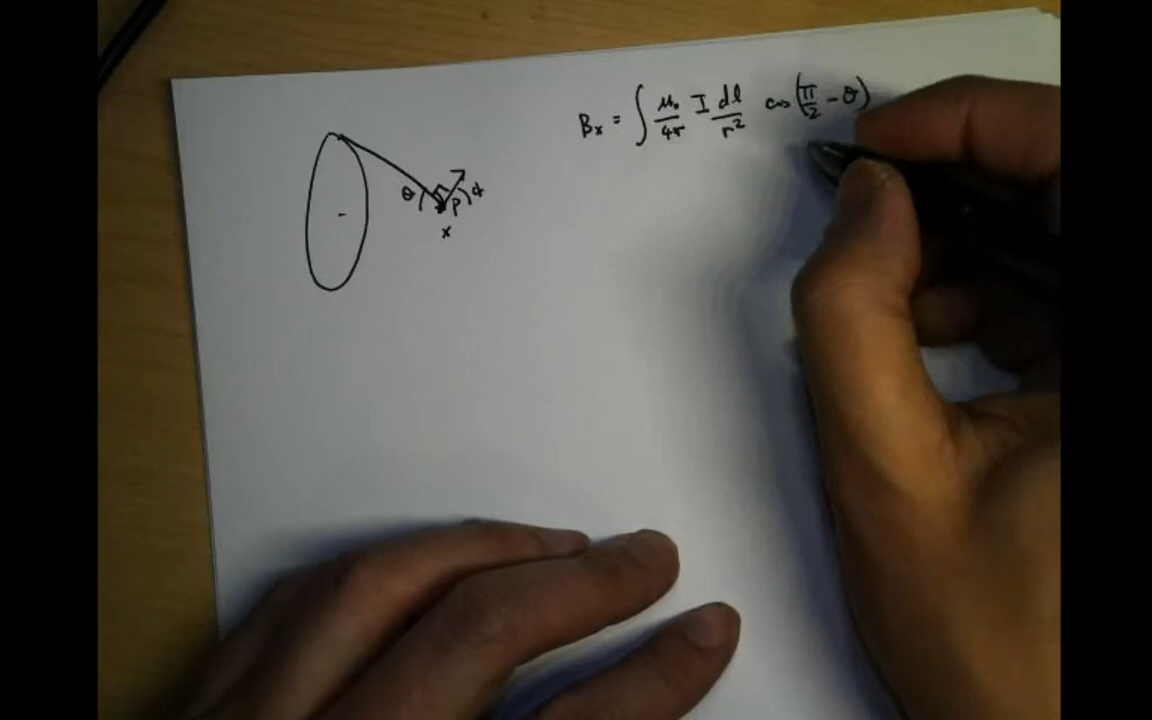 B_x = ∫ μ₀/4π I dl/r² cos(π/2 - θ)
θ P φ
x